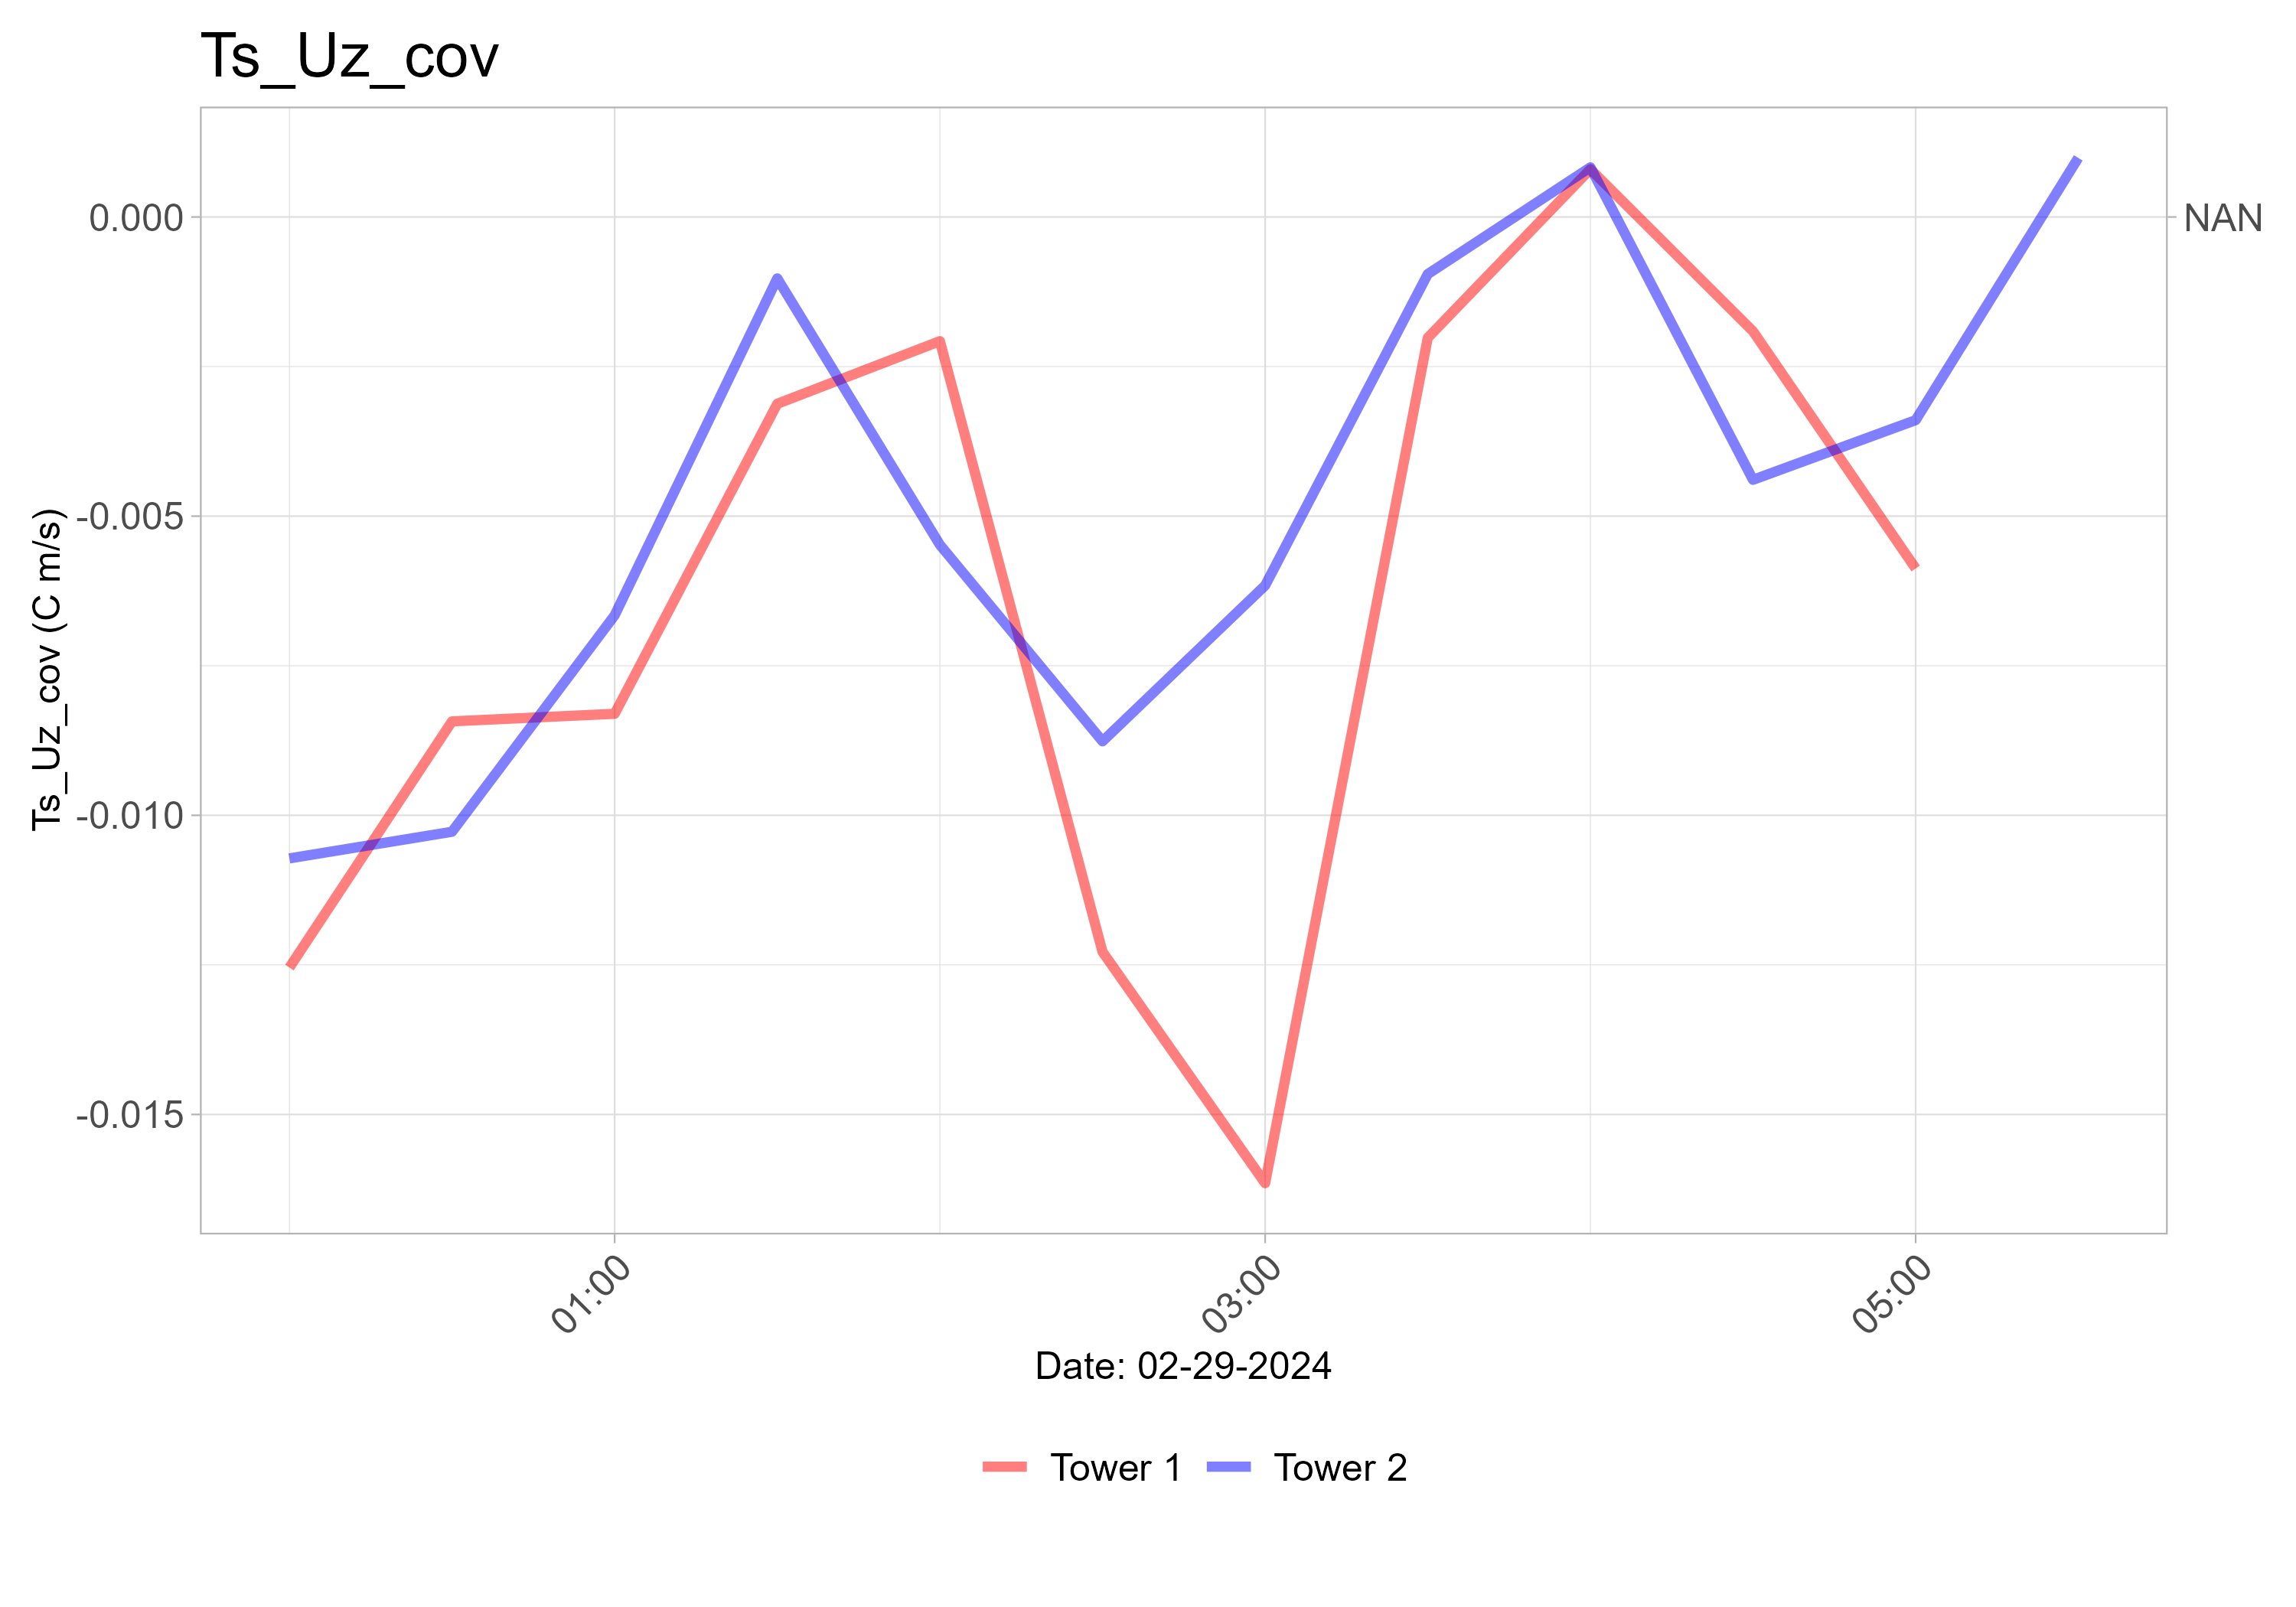 Ts_Uz_cov
Ts_Uz_cov (C m/s)
0.000
-0.005
-0.010
-0.015
NAN
01:00
03:00
05:00
Date: 02-29-2024
Tower 1
Tower 2